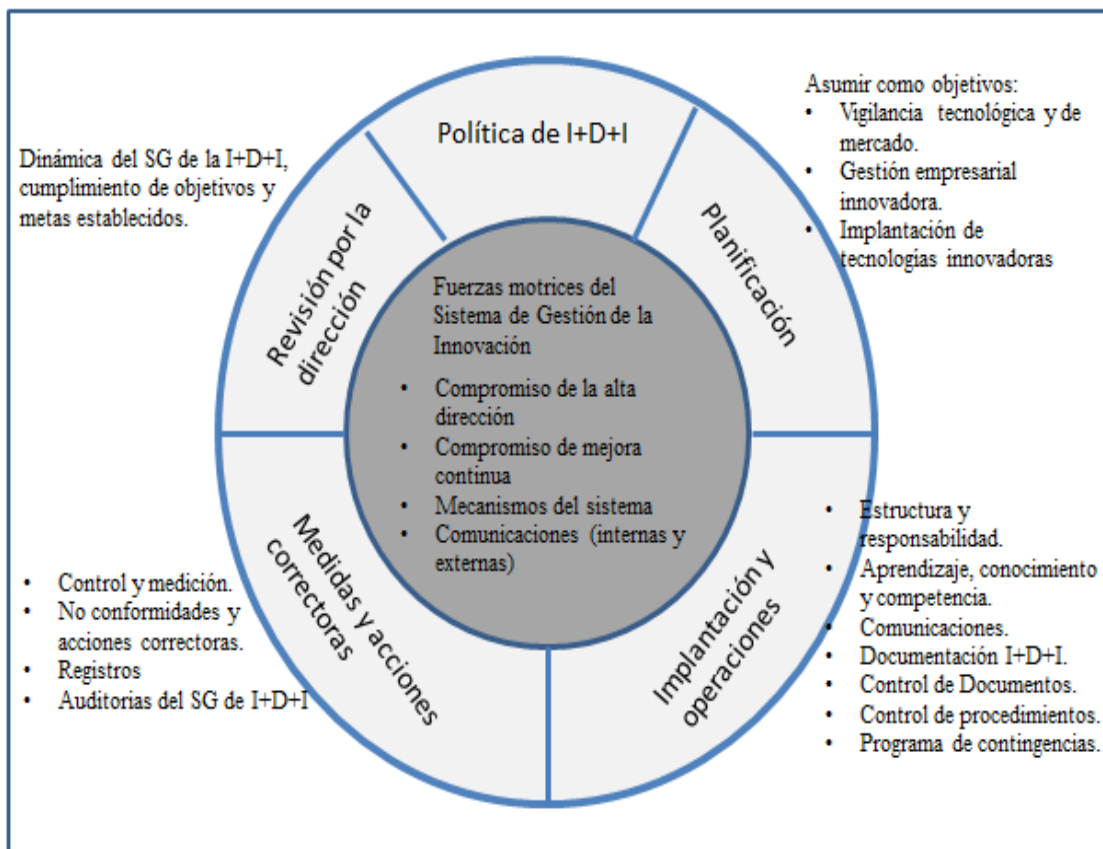 Política de I+D+I
Asumir como objetivos:
• Vigilancia tecnológica y de
mercado.
• Gestión empresarial
innovadora.
• Implantación de
tecnologías innovadoras
Planificación
• Estructura y
responsabilidad.
• Aprendizaje, conocimiento
y competencia.
• Comunicaciones.
• Documentación I+D+I.
• Control de Documentos.
• Control de procedimientos.
• Programa de contingencias.
Implantación y
operaciones
Medidas y acciones
correctoras
• Control y medición.
• No conformidades y
acciones correctoras.
• Registros
• Auditorias del SG de I+D+I
Revisión por la
dirección
Dinámica del SG de la I+D+I,
cumplimiento de objetivos y
metas establecidos.
Fuerzas motrices del
Sistema de Gestión de la
Innovación
• Compromiso de la alta
dirección
• Compromiso de mejora
continua
• Mecanismos del sistema
• Comunicaciones (internas y
externas)